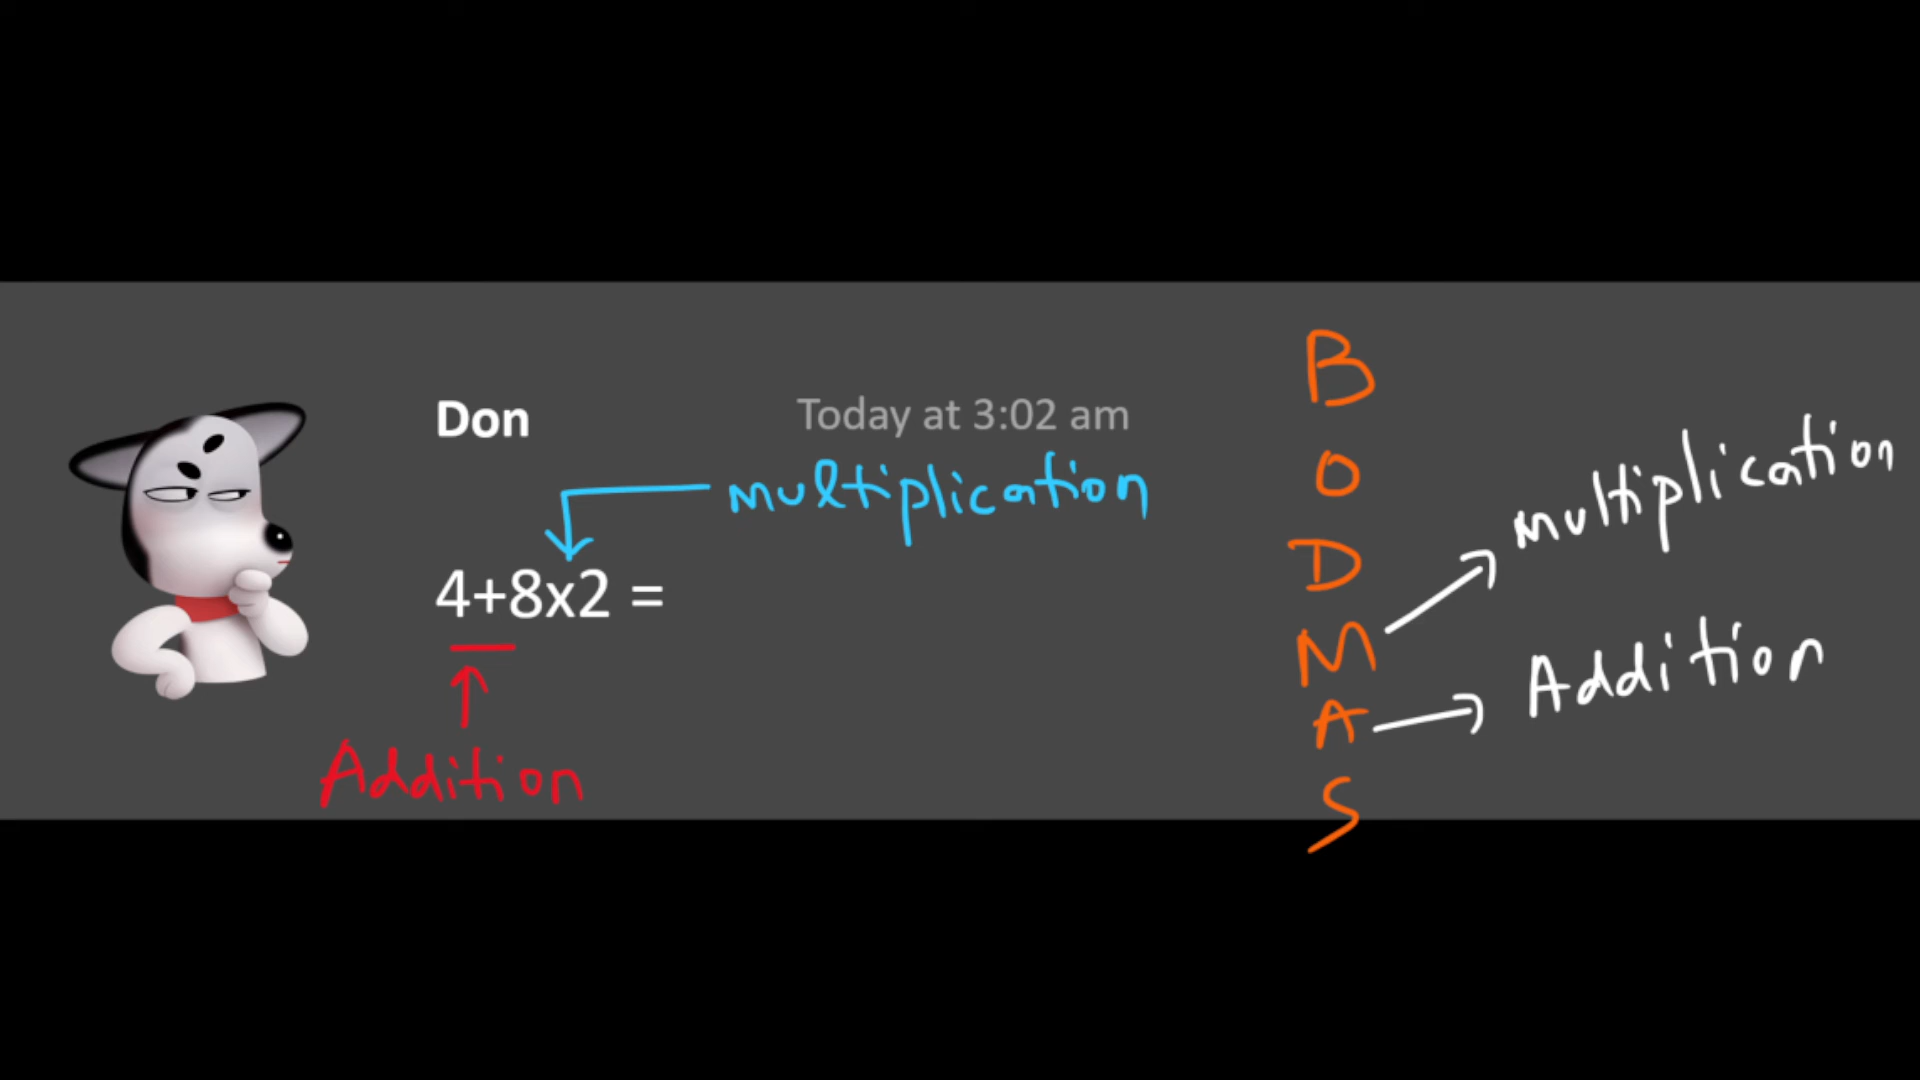 Don
Today at 3:02 am
multiplication
4+8x2 =
Addition
B
O
D
M
A
S
multiplication
Addition